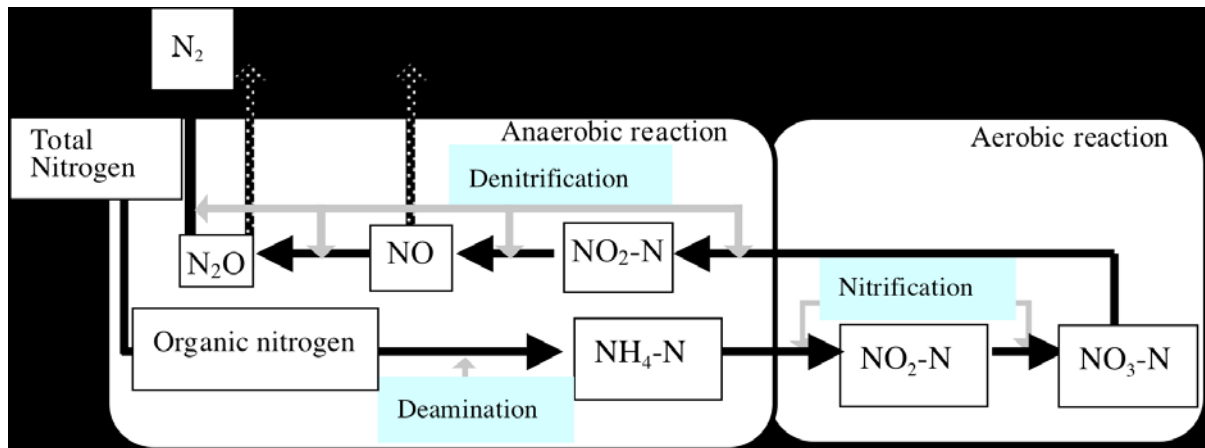 N₂
Total
Nitrogen
Anaerobic reaction
Aerobic reaction
Denitrification
N₂O
NO
NO₂-N
Nitrification
Organic nitrogen
NH₄-N
NO₂-N
NO₃-N
Deamination